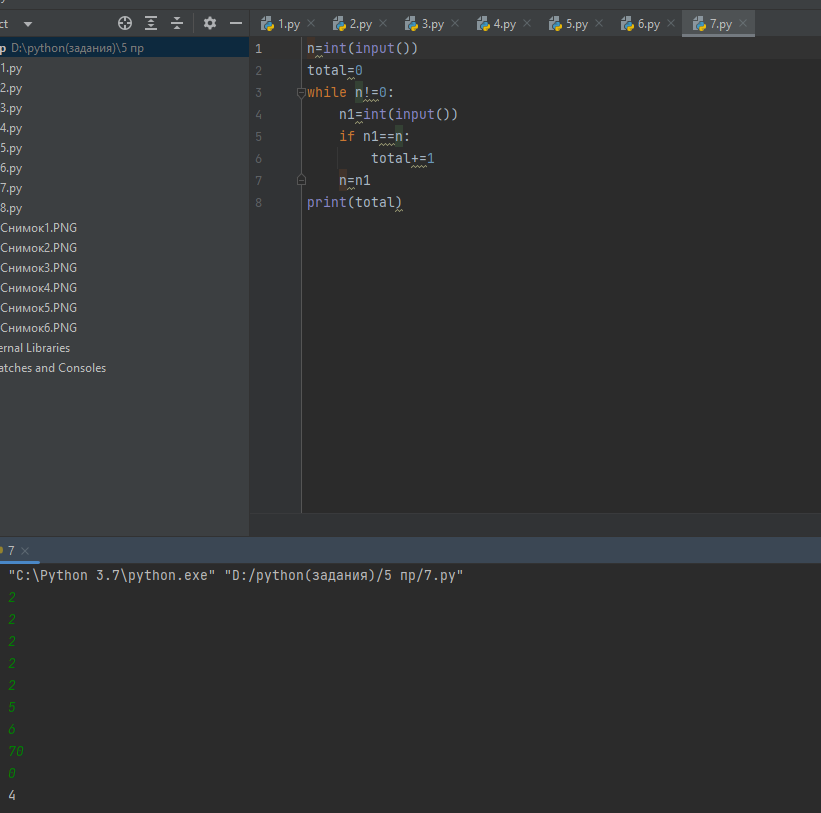 ct
1.py 2.py 3.py 4.py 5.py 6.py 7.py
p D:\python(задания)\5 пр
1.py
2.py
3.py
4.py
5.py
6.py
7.py
8.py
Снимок1.PNG
Снимок2.PNG
Снимок3.PNG
Снимок4.PNG
Снимок5.PNG
Снимок6.PNG
ernal Libraries
atches and Consoles
1 n=int(input())
2 total=0
3 while n!=0:
4 n1=int(input())
5 if n1==n:
6 total+=1
7 n=n1
8 print(total)
7
"C:\Python 3.7\python.exe" "D:/python(задания)/5 пр/7.py"
2
2
2
2
2
5
6
70
0
4